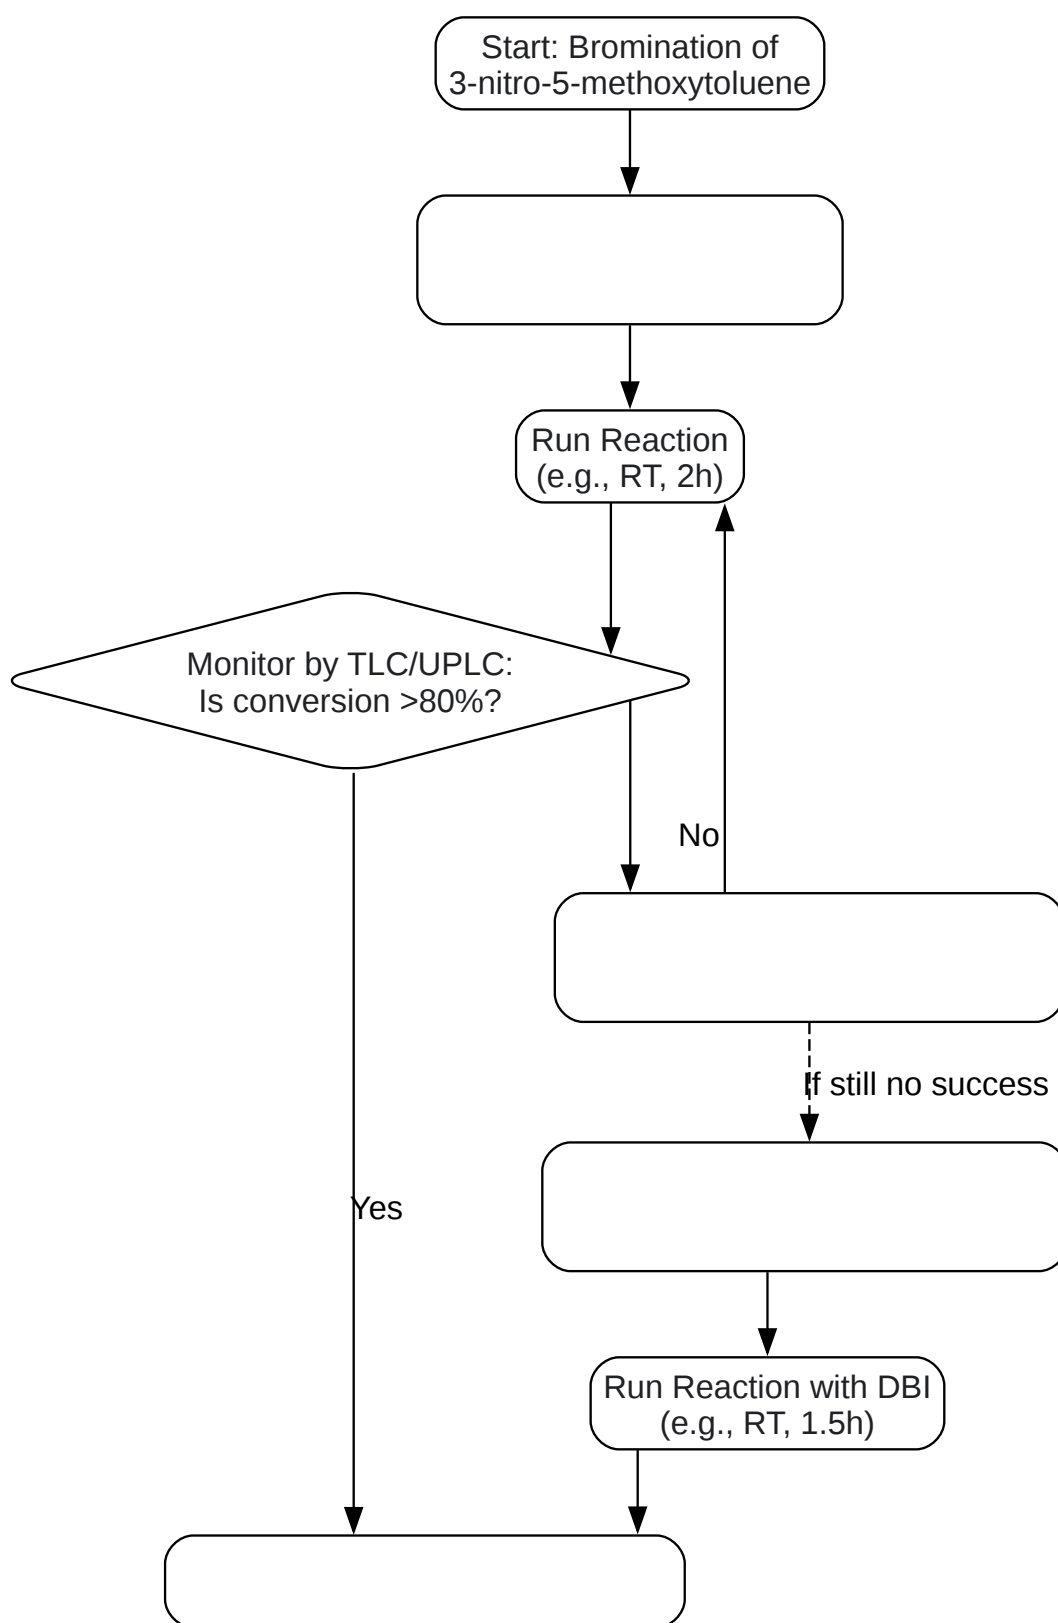 Start: Bromination of
3-nitro-5-methoxytoluene
Run Reaction
(e.g., RT, 2h)
Monitor by TLC/UPLC:
Is conversion >80%?
No
If still no success
Yes
Run Reaction with DBI
(e.g., RT, 1.5h)